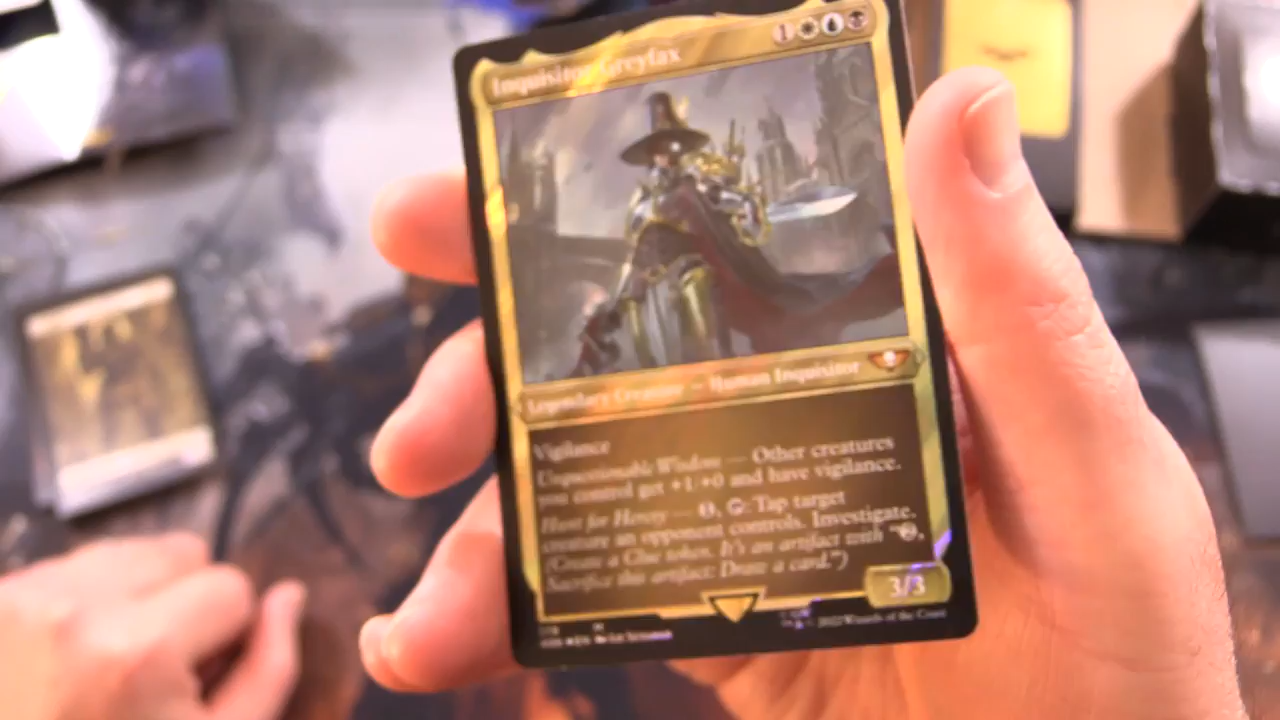 Inquisitor Greyfax 1
Legendary Creature — Human Inquisitor
Vigilance
Unquestionable Wisdom — Other creatures
you control get +1/+0 and have vigilance.
Hunt for Heresy — : Tap target
creature an opponent controls. Investigate.
(Create a Clue token. It's an artifact with "
Sacrifice this artifact: Draw a card.")
3/3
2022 Wizards of the Coast